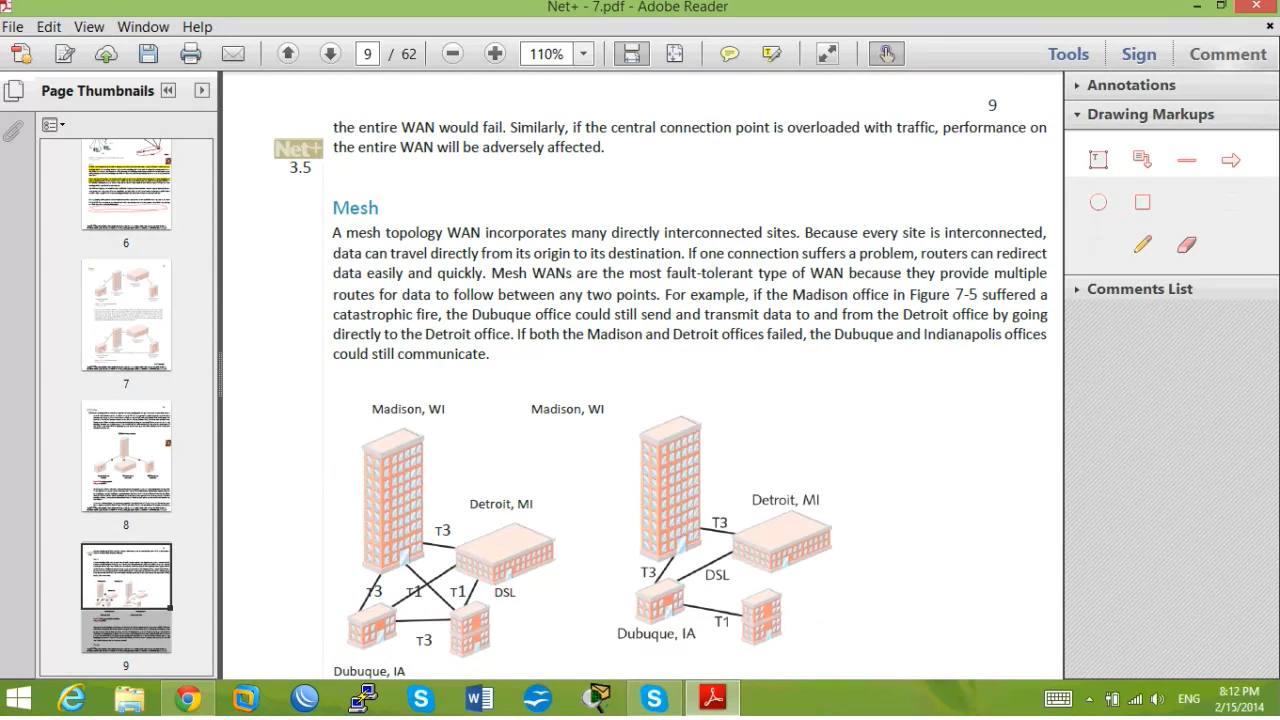 Net+ - 7.pdf - Adobe Reader
File Edit View Window Help
9 / 62 110% Tools Sign Comment
Page Thumbnails
6
7
8
9
Annotations
Drawing Markups
Comments List
9
the entire WAN would fail. Similarly, if the central connection point is overloaded with traffic, performance on
the entire WAN will be adversely affected.
Net+
3.5
Mesh
A mesh topology WAN incorporates many directly interconnected sites. Because every site is interconnected,
data can travel directly from its origin to its destination. If one connection suffers a problem, routers can redirect
data easily and quickly. Mesh WANs are the most fault-tolerant type of WAN because they provide multiple
routes for data to follow between any two points. For example, if the Madison office in Figure 7-5 suffered a
catastrophic fire, the Dubuque office could still send and transmit data to and from the Detroit office by going
directly to the Detroit office. If both the Madison and Detroit offices failed, the Dubuque and Indianapolis offices
could still communicate.
Madison, WI
Detroit, MI
T3
T3
T1
T1
DSL
T3
Dubuque, IA
Madison, WI
Detroit, MI
T3
T3
DSL
T1
Dubuque, IA
ENG
8:12 PM
2/15/2014